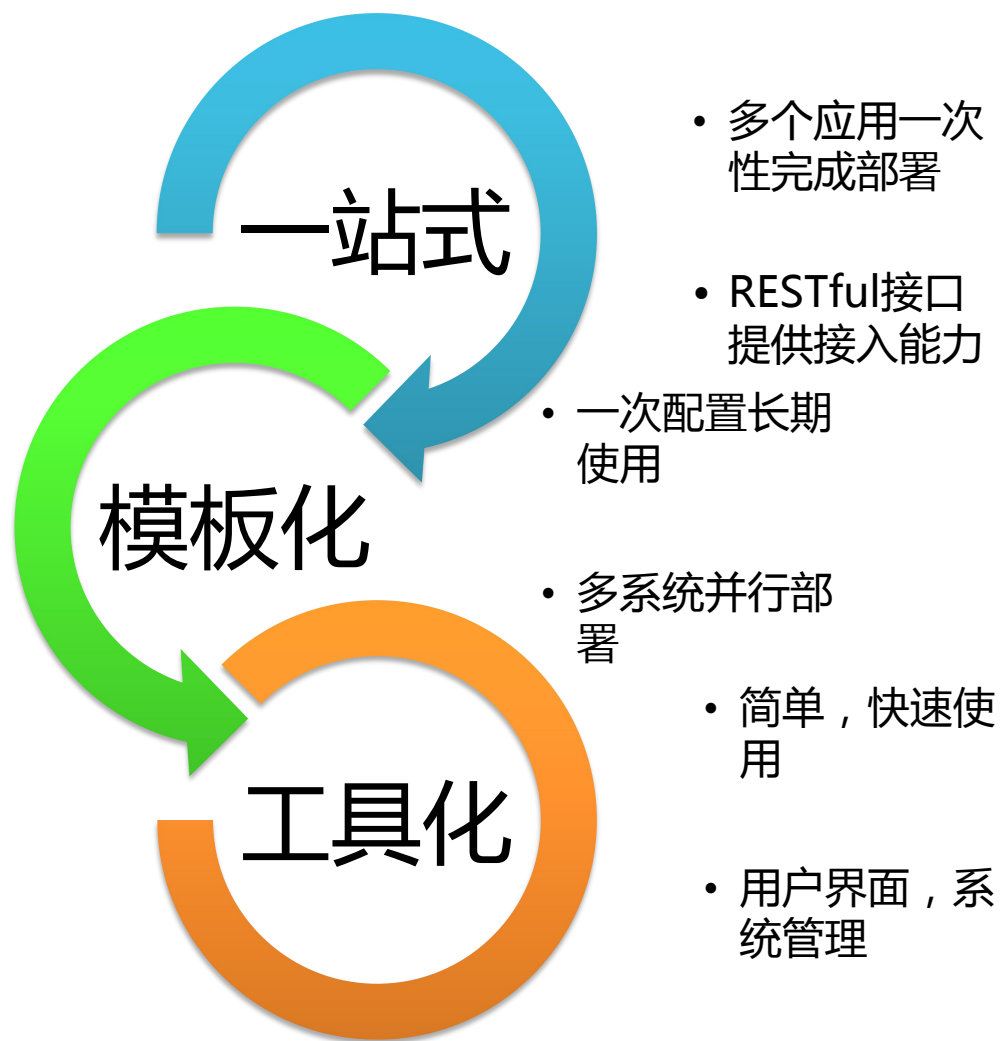 一站式
• 多个应用一次
性完成部署
• RESTful接口
提供接入能力
模板化
• 一次配置长期
使用
• 多系统并行部
署
工具化
• 简单，快速使
用
• 用户界面，系
统管理